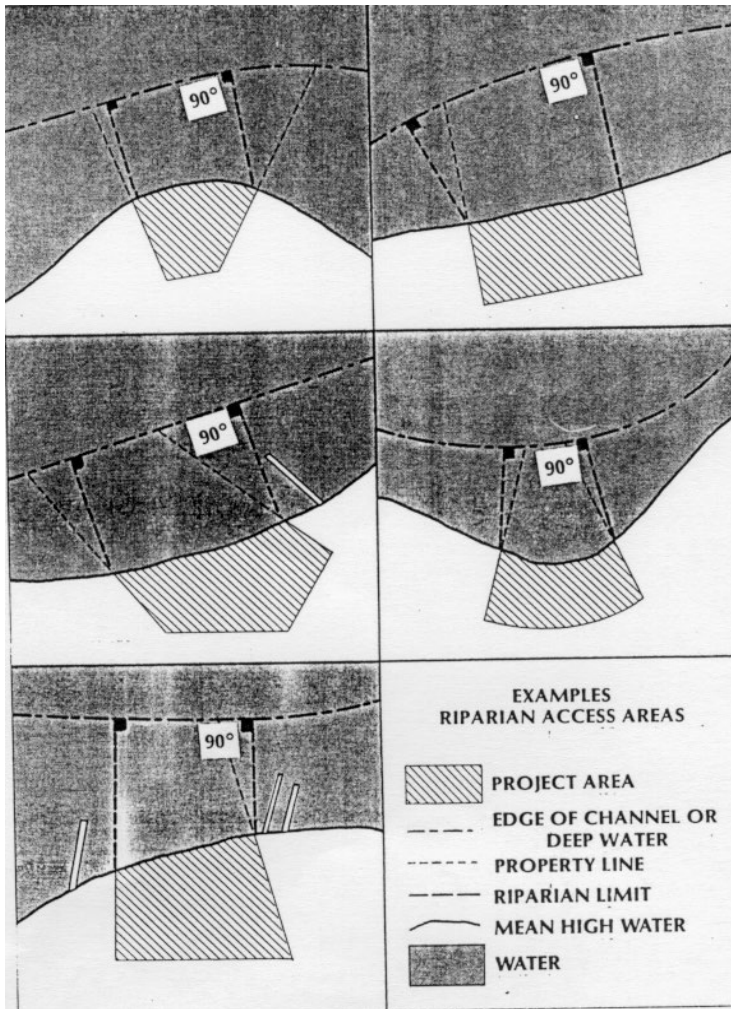 90°
90°
90°
90°
90°
EXAMPLES
RIPARIAN ACCESS AREAS
PROJECT AREA
EDGE OF CHANNEL OR
DEEP WATER
PROPERTY LINE
RIPARIAN LIMIT
MEAN HIGH WATER
WATER